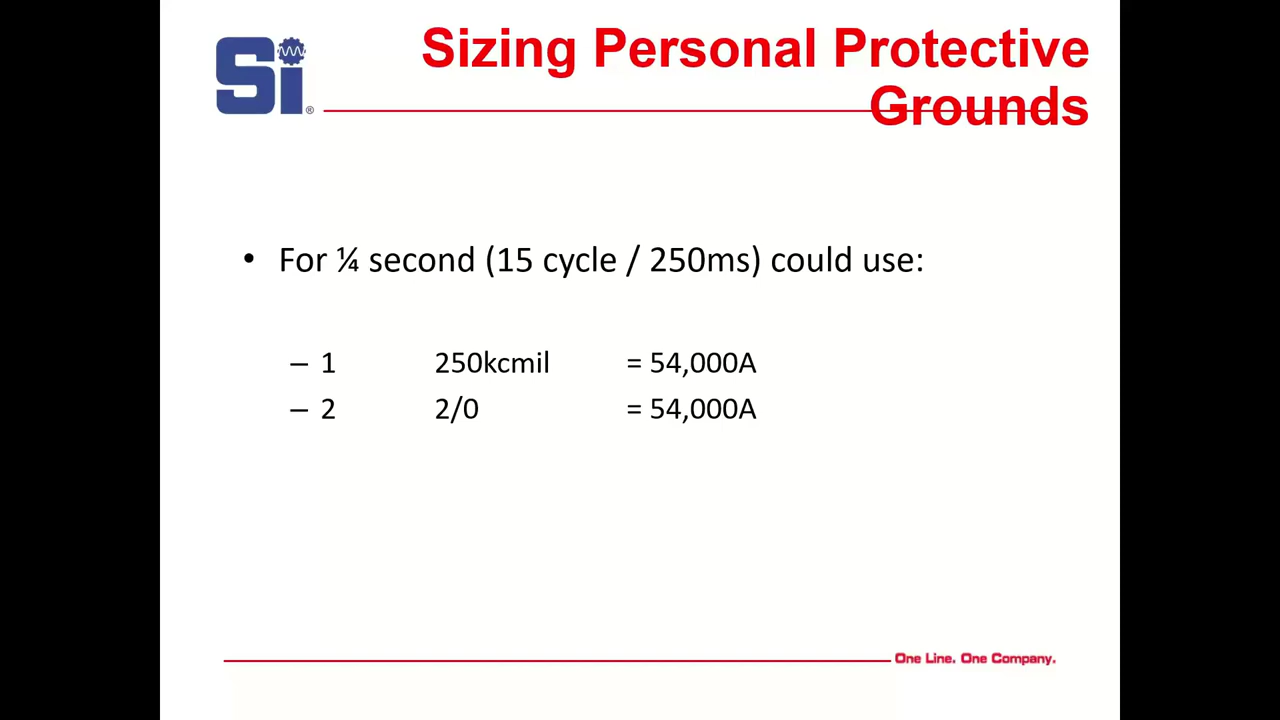 Si®
Sizing Personal Protective
Grounds
• For ¼ second (15 cycle / 250ms) could use:
– 1 250kcmil = 54,000A
– 2 2/0 = 54,000A
One Line. One Company.